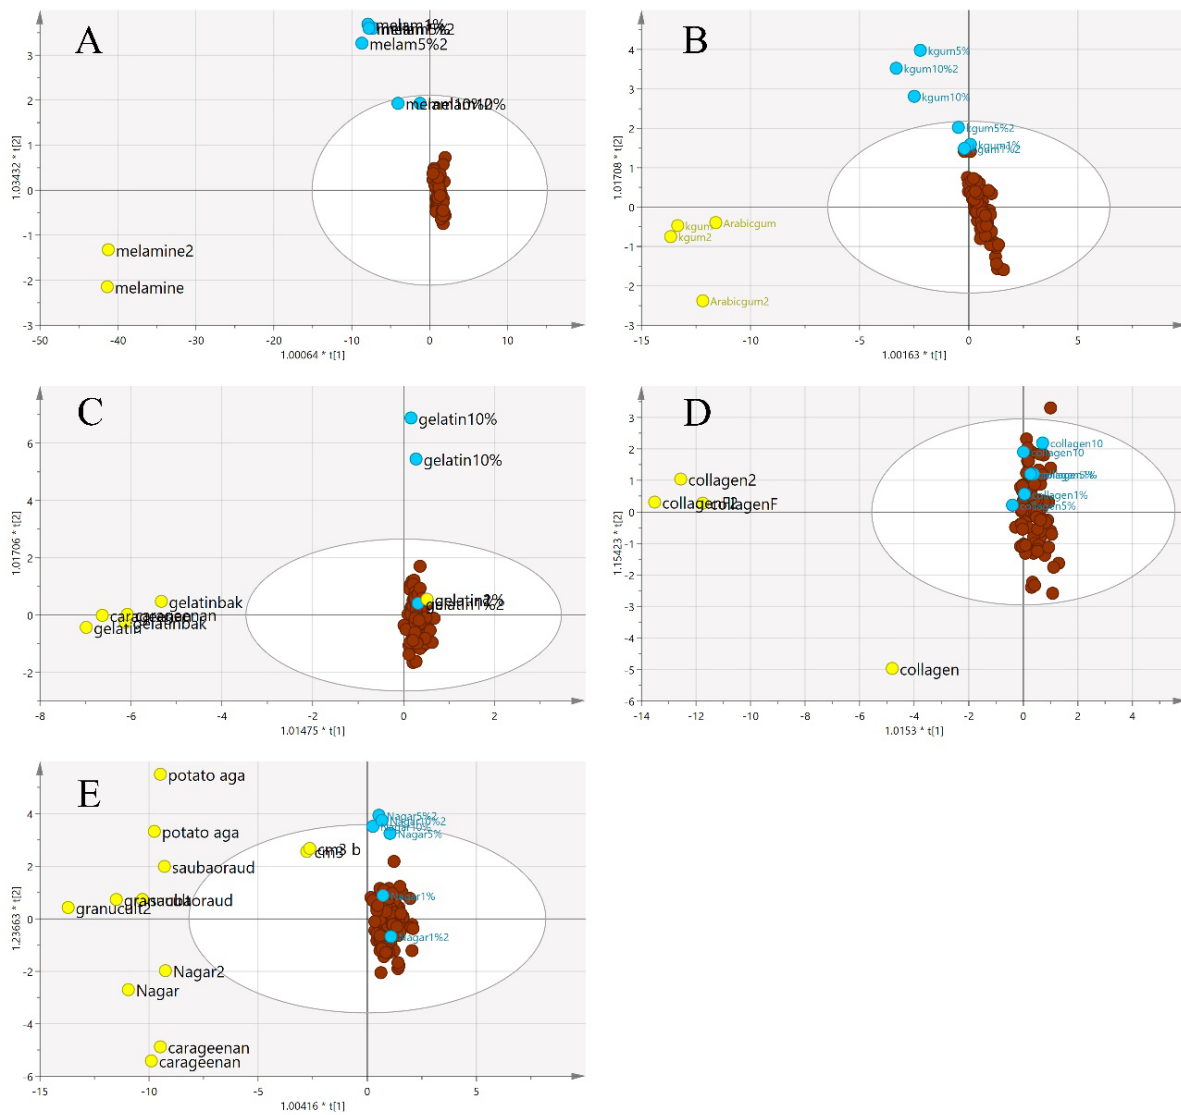 A
melam1%
melam5%2
melam10%
melamine2
melamine
3
2
1
0
-1
-2
-3
-50
-40
-30
-20
-10
0
10
1.03432 * t[2]
1.00064 * t[1]
B
kgum5%
kgum10%2
kgum10%
kgum5%2
kgum1%
kgum1%2
kgum
kgum2
Arabicgum
Arabicgum2
4
3
2
1
0
-1
-2
-3
-15
-10
-5
0
5
1.01708 * t[2]
1.00163 * t[1]
C
gelatin10%
gelatin10%
gelatin1%2
gelatinbak
carageenan
gelatinbak
gelatin
6
4
2
0
-2
-8
-6
-4
-2
0
2
1.01706 * t[2]
1.01475 * t[1]
D
collagen10
collagen10
collagen1%
collagen5%
collagen2
collagenF2
collagenF
collagen
3
2
1
0
-1
-2
-3
-4
-5
-6
-14
-12
-10
-8
-6
-4
-2
0
2
4
1.15423 * t[2]
1.0153 * t[1]
E
potato aga
potato aga
saubaoraud
saubaoraud
granucult
granucult2
Nagar2
Nagar
carageenan
carageenan
cm3 b
cm3
Nagar5%2
Nagar10%2
Nagar10%
Nagar5%
Nagar1%
Nagar1%2
4
2
0
-2
-4
-6
-15
-10
-5
0
5
1.23663 * t[2]
1.00416 * t[1]